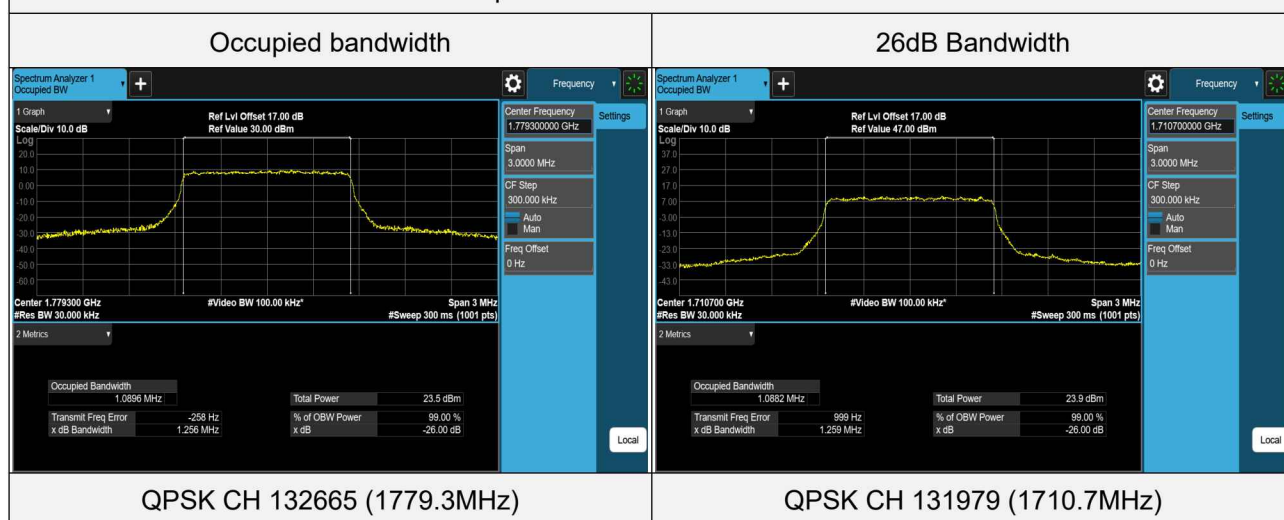 Occupied bandwidth
26dB Bandwidth
Spectrum Analyzer 1
Occupied BW
+
Frequency
1 Graph
Scale/Div 10.0 dB
Ref Lvl Offset 17.00 dB
Ref Value 30.00 dBm
Log
20.0
10.0
0.00
-10.0
-20.0
-30.0
-40.0
-50.0
-60.0
Center 1.779300 GHz
#Res BW 30.000 kHz
#Video BW 100.00 kHz*
Span 3 MHz
#Sweep 300 ms (1001 pts)
Center Frequency
1.779300000 GHz
Settings
Span
3.0000 MHz
CF Step
300.000 kHz
Auto
Man
Freq Offset
0 Hz
2 Metrics
Occupied Bandwidth
1.0896 MHz
Total Power 23.5 dBm
Transmit Freq Error -258 Hz
% of OBW Power 99.00 %
x dB Bandwidth 1.256 MHz
x dB -26.00 dB
Local
Spectrum Analyzer 1
Occupied BW
+
Frequency
1 Graph
Scale/Div 10.0 dB
Ref Lvl Offset 17.00 dB
Ref Value 47.00 dBm
Log
37.0
27.0
17.0
7.00
-3.00
-13.0
-23.0
-33.0
-43.0
Center 1.710700 GHz
#Res BW 30.000 kHz
#Video BW 100.00 kHz*
Span 3 MHz
#Sweep 300 ms (1001 pts)
Center Frequency
1.710700000 GHz
Settings
Span
3.0000 MHz
CF Step
300.000 kHz
Auto
Man
Freq Offset
0 Hz
2 Metrics
Occupied Bandwidth
1.0882 MHz
Total Power 23.9 dBm
Transmit Freq Error 999 Hz
% of OBW Power 99.00 %
x dB Bandwidth 1.259 MHz
x dB -26.00 dB
Local
QPSK CH 132665 (1779.3MHz)
QPSK CH 131979 (1710.7MHz)